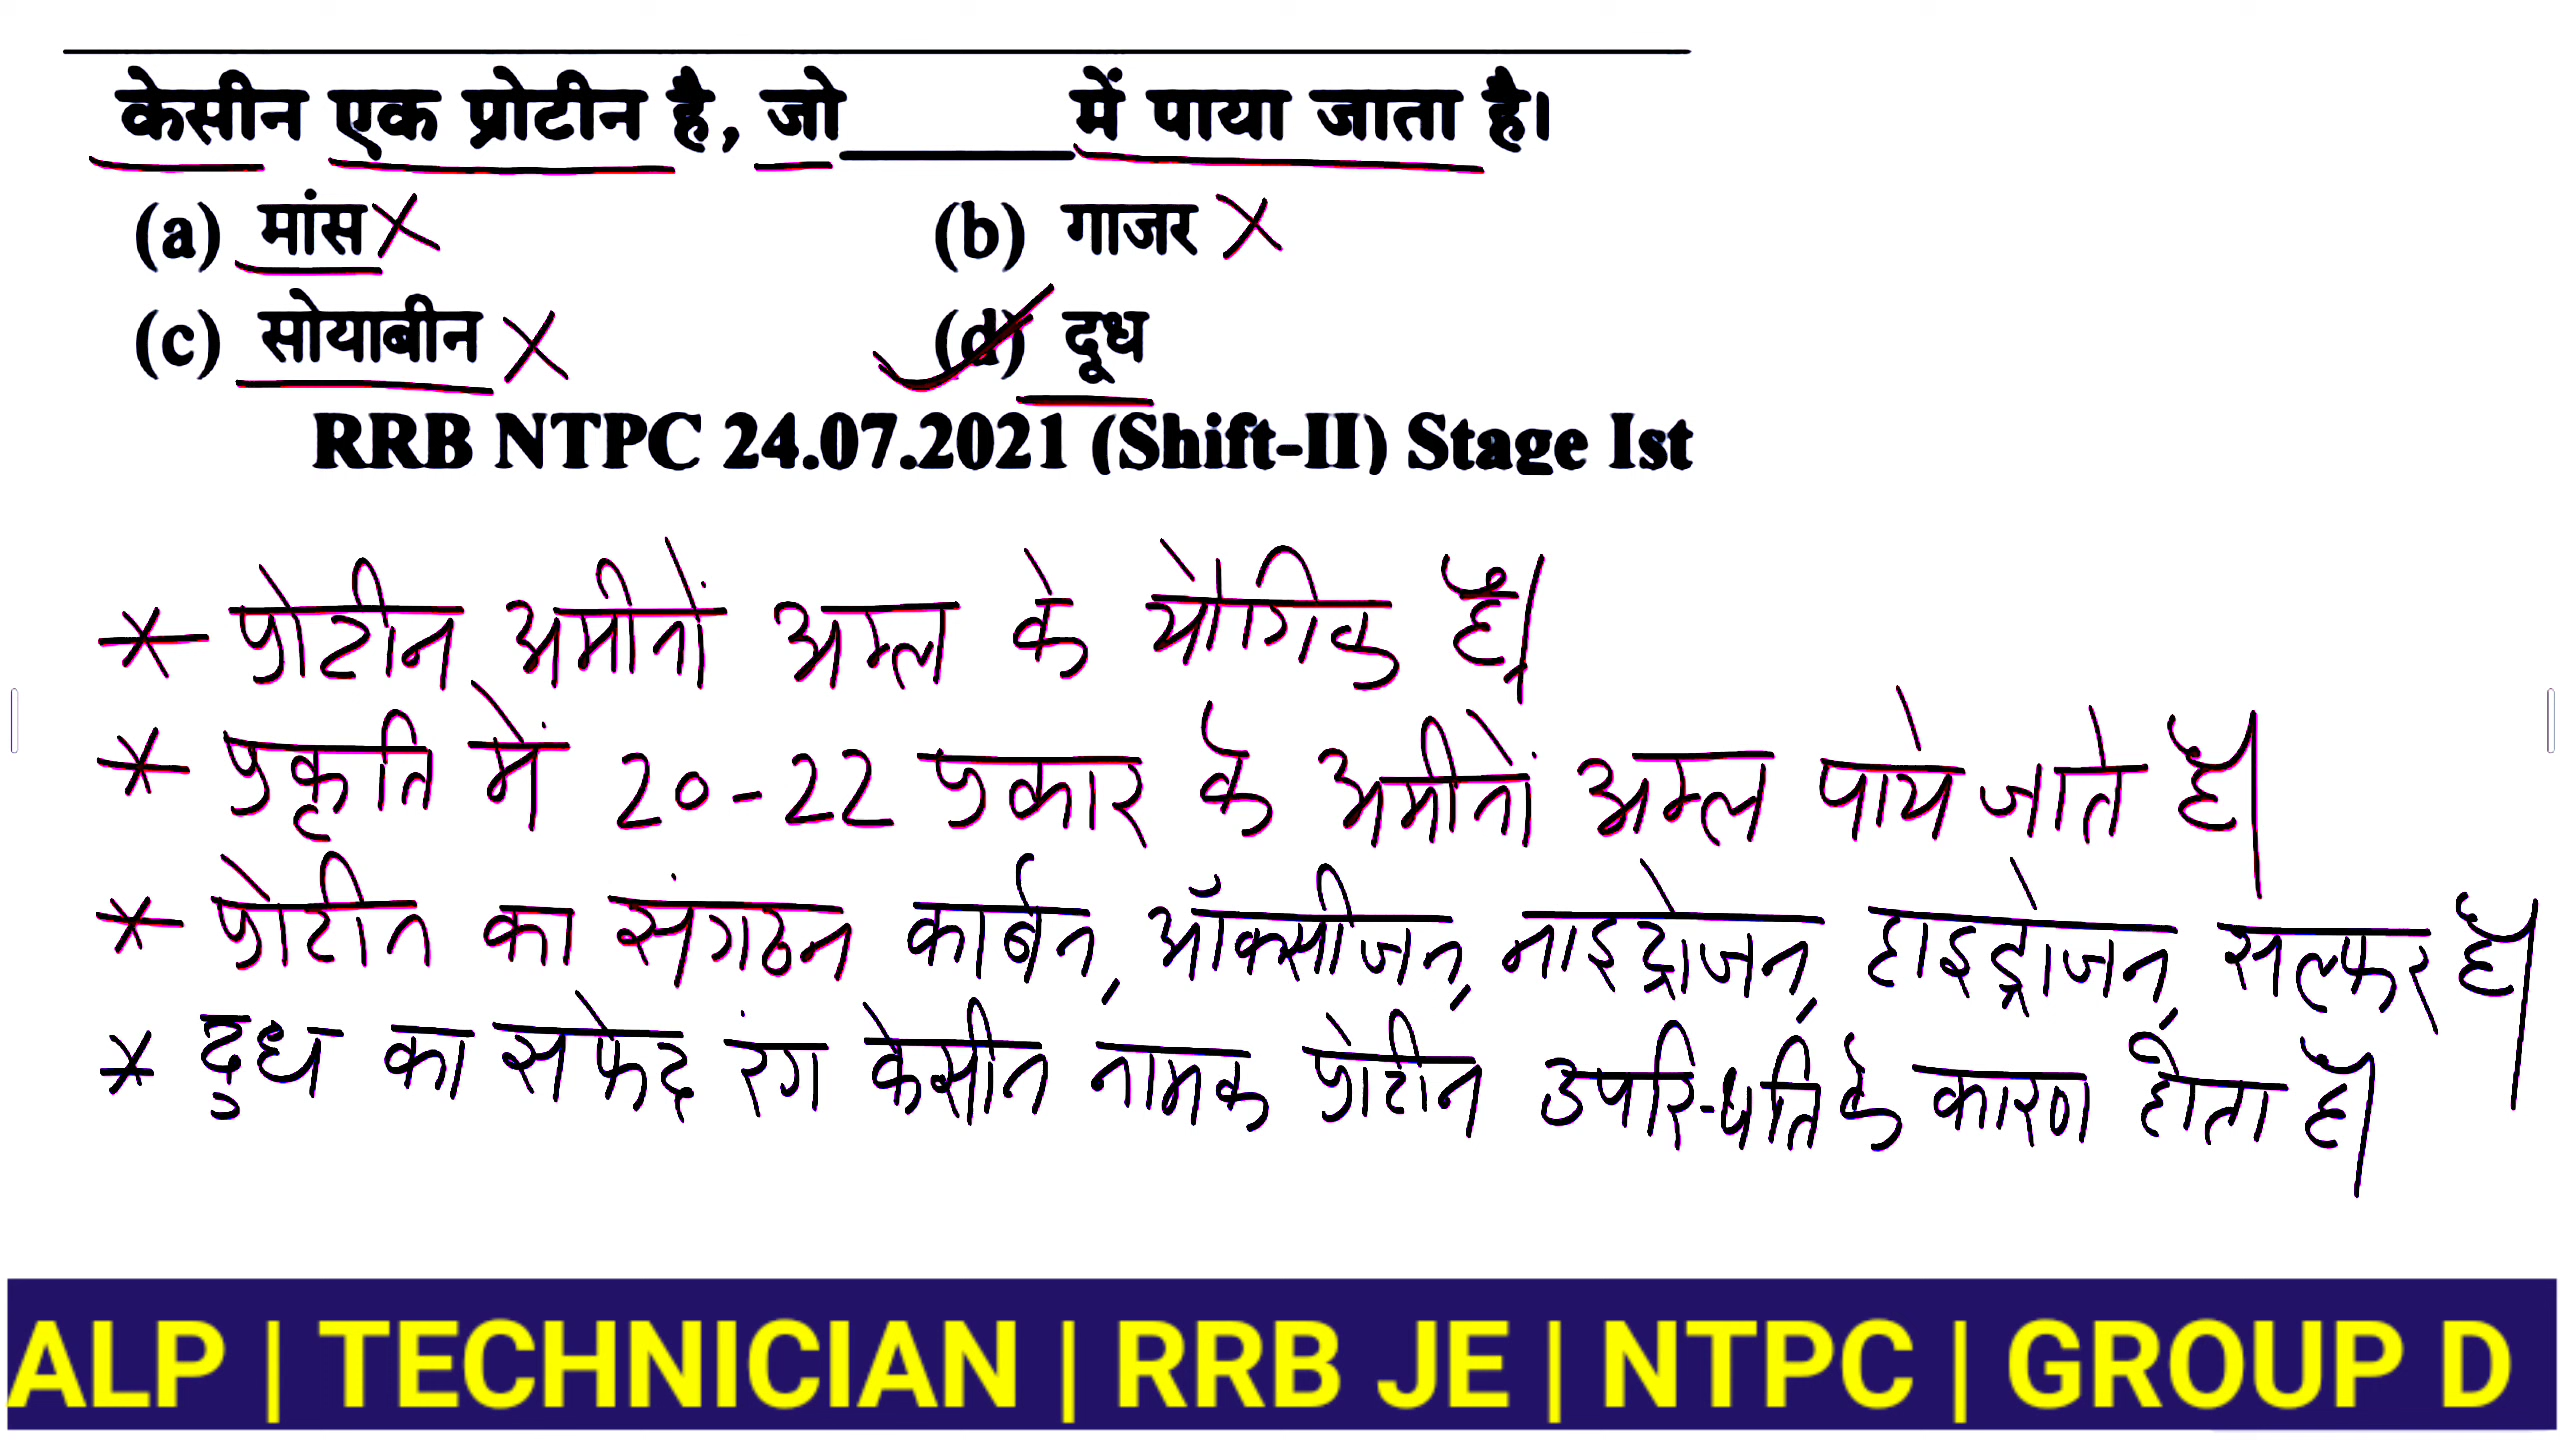 केसीन एक प्रोटीन है, जो______में पाया जाता है।
(a) मांस (b) गाजर
(c) सोयाबीन (d) दूध
RRB NTPC 24.07.2021 (Shift-II) Stage Ist
* प्रोटीन अमीनों अम्ल के यौगिक है।
* प्रकृति में 20-22 प्रकार के अमीनों अम्ल पाये जाते है।
* प्रोटीन का संगठन कार्बन, ऑक्सीजन, नाइट्रोजन, हाइड्रोजन, सल्फर है।
* दुध का सफेद रंग केसीन नामक प्रोटीन उपस्थिति के कारण होता है।
ALP | TECHNICIAN | RRB JE | NTPC | GROUP D